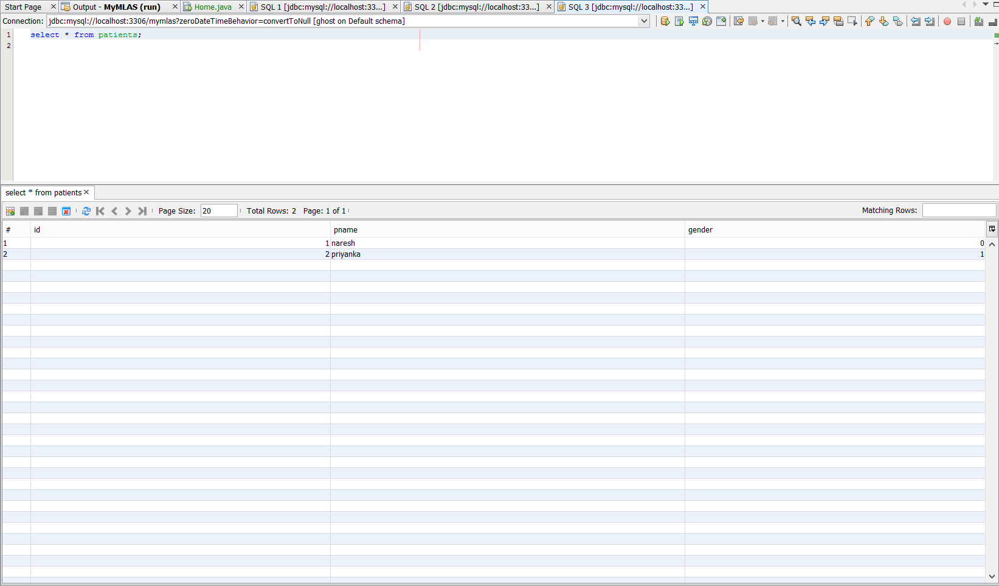 Start Page Output - MyMLAS (run) Home.java SQL 1 [jdbc:mysql://localhost:33...] SQL 2 [jdbc:mysql://localhost:33...] SQL 3 [jdbc:mysql://localhost:33...]
Connection: jdbc:mysql://localhost:3306/mymlas?zeroDateTimeBehavior=convertToNull [ghost on Default schema]
1 select * from patients;
2
select * from patients
Page Size: 20 Total Rows: 2 Page: 1 of 1 Matching Rows:
# id pname gender
1 1 naresh 0
2 2 priyanka 1